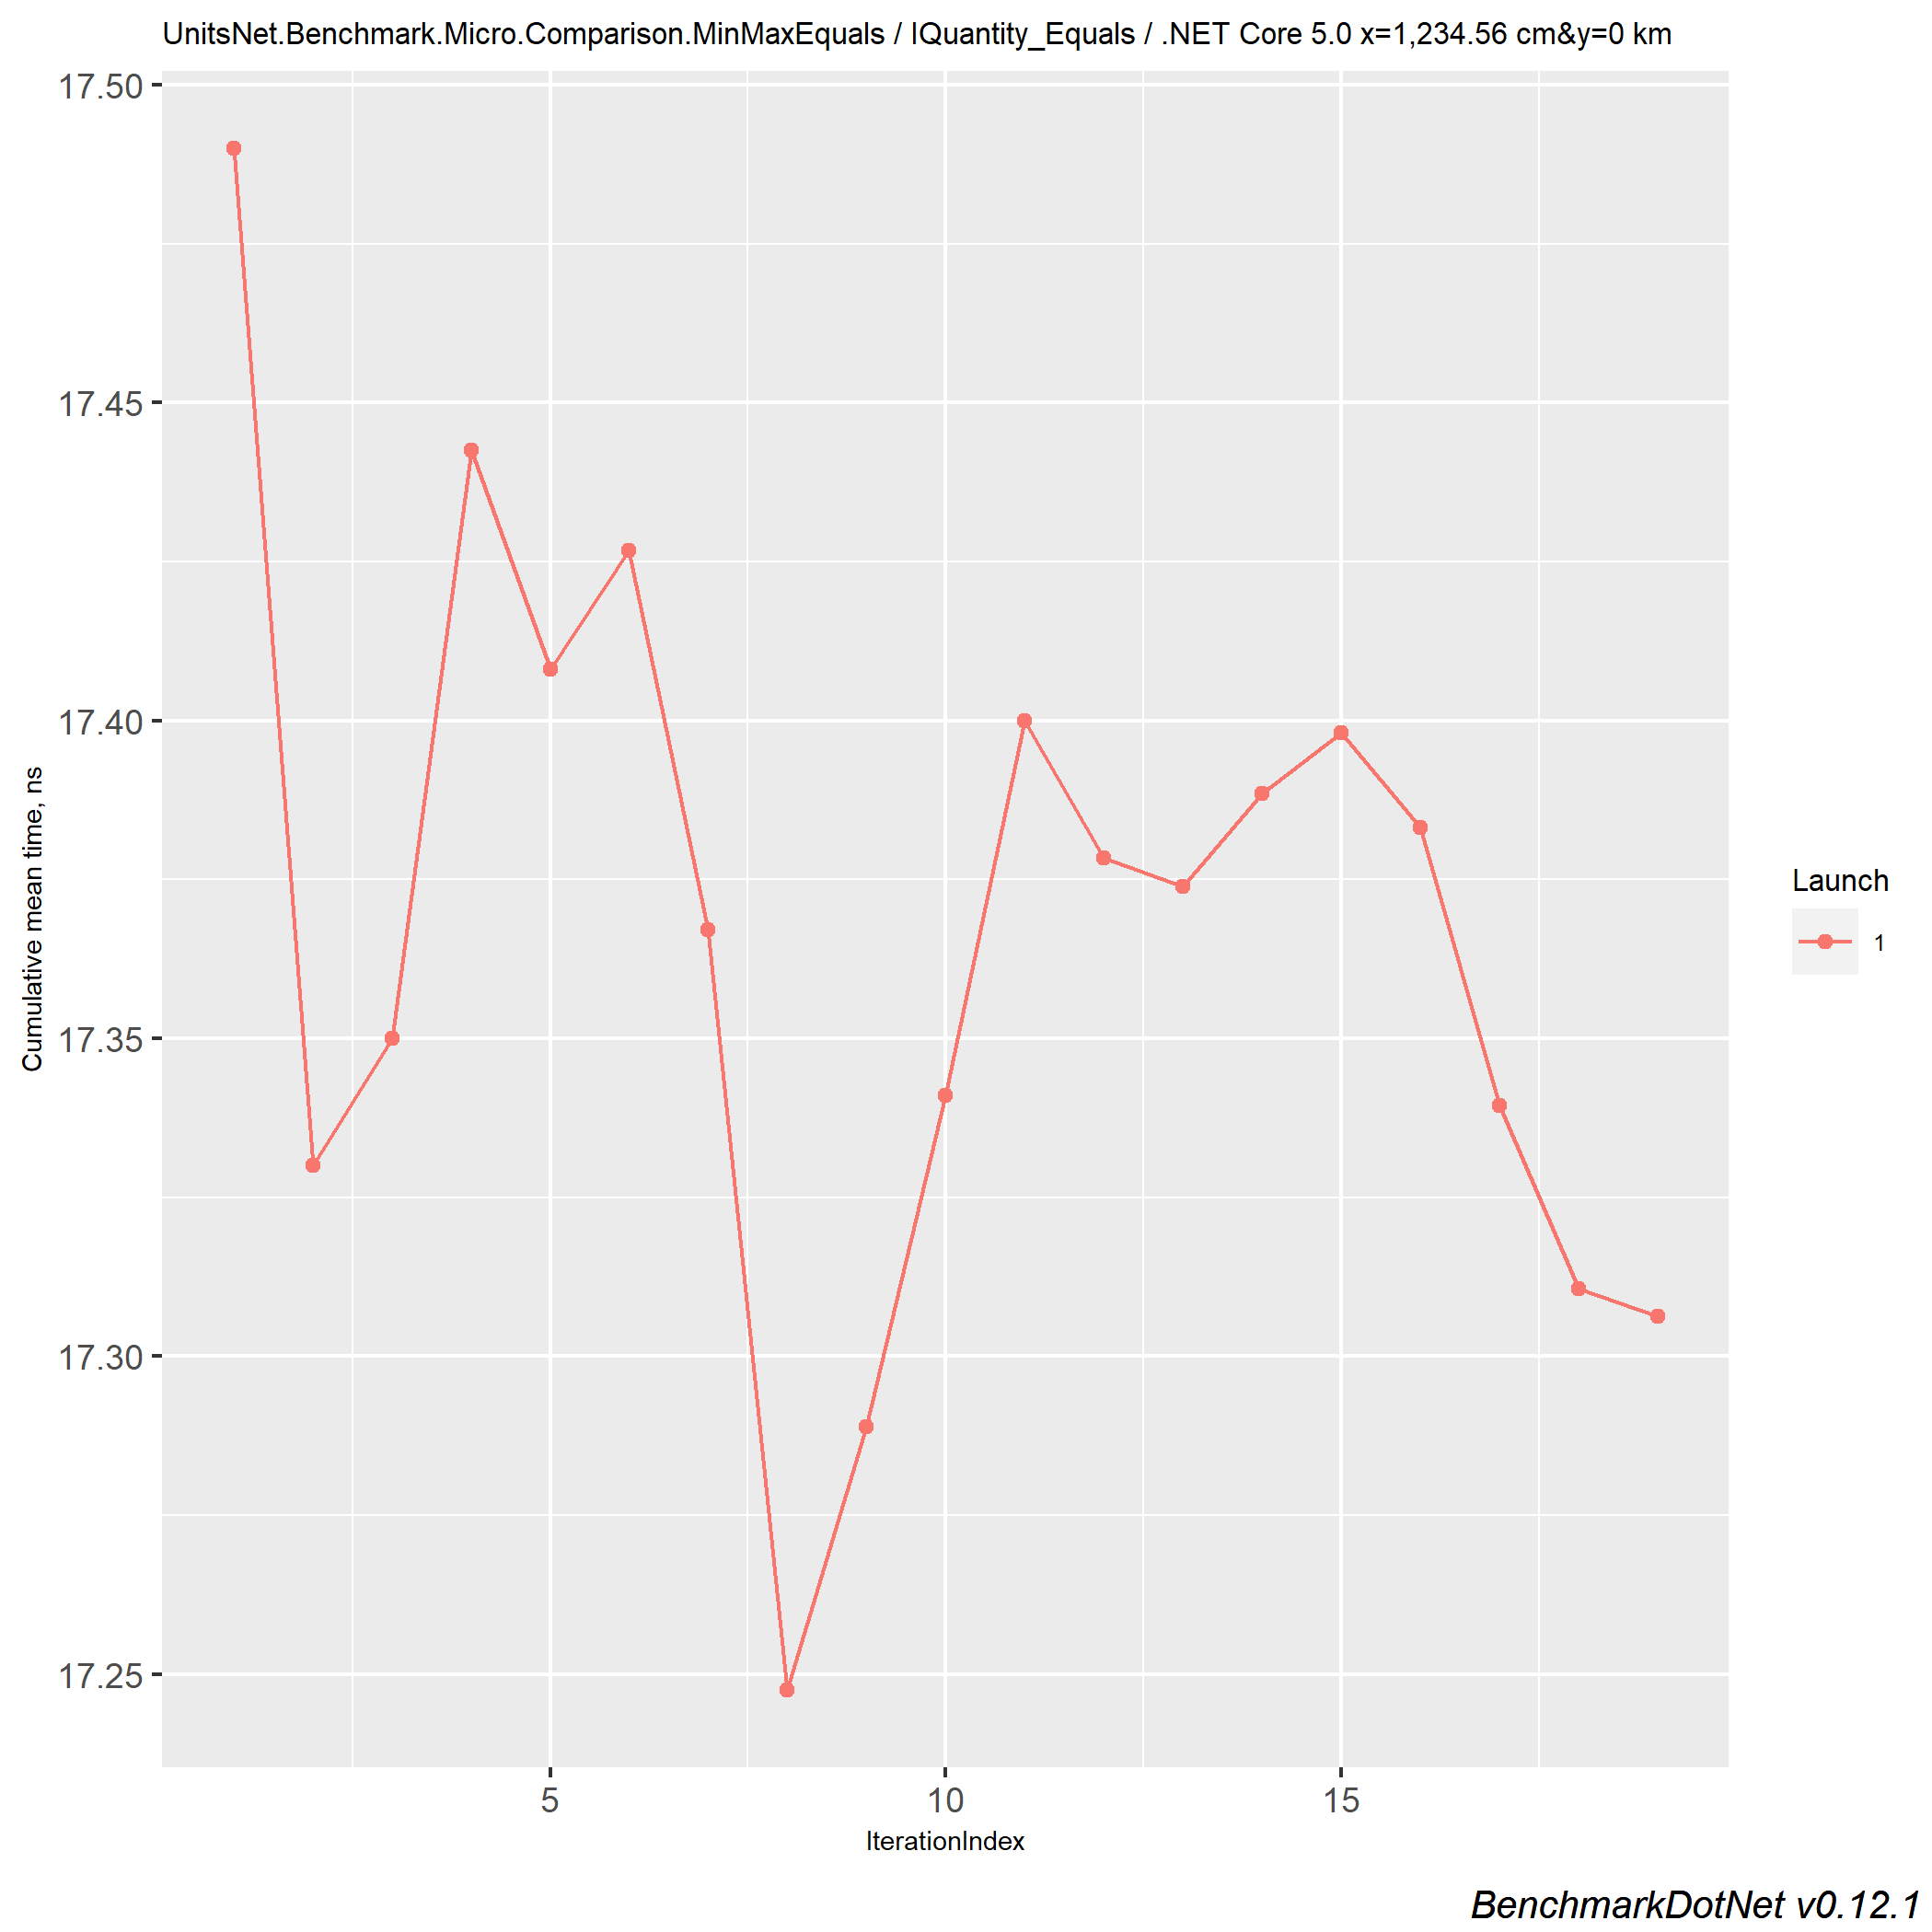 UnitsNet.Benchmark.Micro.Comparison.MinMaxEquals / IQuantity_Equals / .NET Core 5.0 x=1,234.56 cm&y=0 km
17.50
17.45
17.40
17.35
17.30
17.25
Cumulative mean time, ns
5
10
15
IterationIndex
Launch
1
BenchmarkDotNet v0.12.1